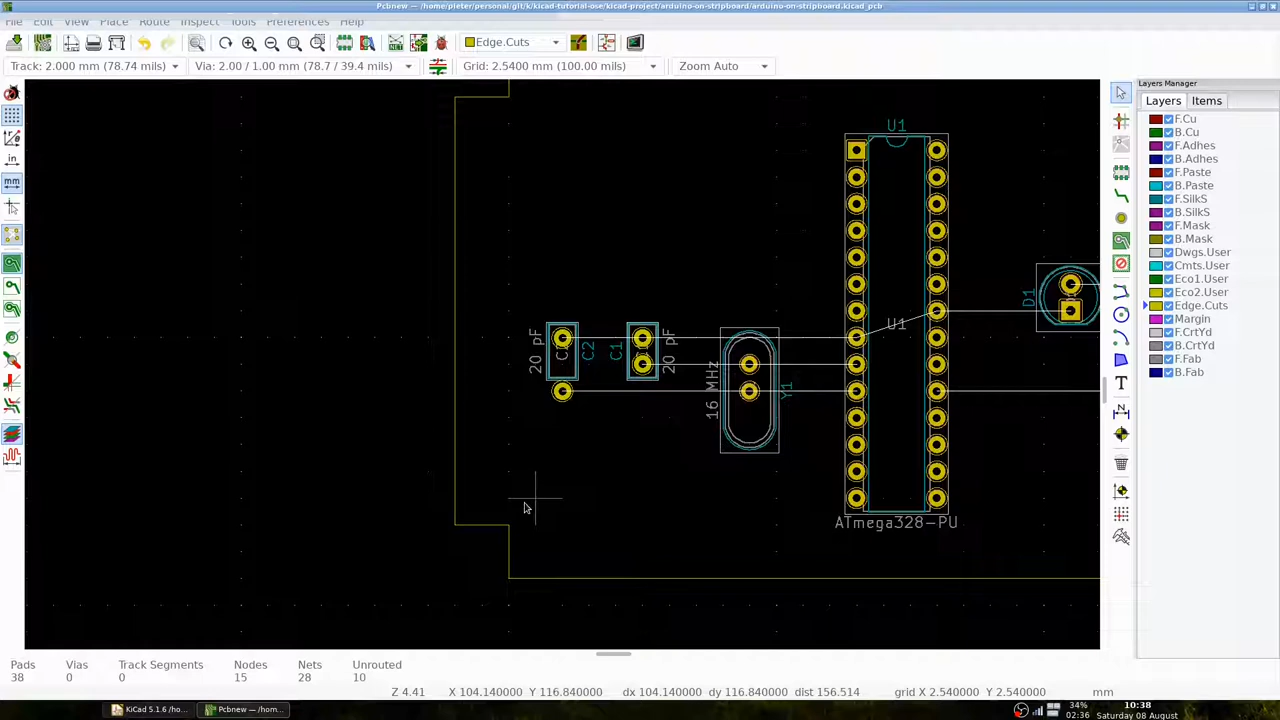 Pcbnew — /home/pieter/personal/git/k/kicad-tutorial-ose/kicad-project/arduino-on-stripboard/arduino-on-stripboard.kicad_pcb
File Edit View Place Route Inspect Tools Preferences Help
Edge.Cuts
Track: 2.000 mm (78.74 mils) Via: 2.00 / 1.00 mm (78.7 / 39.4 mils) Grid: 2.5400 mm (100.00 mils) Zoom Auto
Layers Manager
Layers Items
F.Cu
B.Cu
F.Adhes
B.Adhes
F.Paste
B.Paste
F.SilkS
B.SilkS
F.Mask
B.Mask
Dwgs.User
Cmts.User
Eco1.User
Eco2.User
Edge.Cuts
Margin
F.CrtYd
B.CrtYd
F.Fab
B.Fab
in
mm
U1
D1
U1
20 pF
C2
C1
20 pF
16 MHz
Y1
ATmega328-PU
Pads Vias Track Segments Nodes Nets Unrouted
38 0 0 15 28 10
Z 4.41 X 104.140000 Y 116.840000 dx 104.140000 dy 116.840000 dist 156.514 grid X 2.540000 Y 2.540000 mm
KiCad 5.1.6 /ho...
Pcbnew — /hom...
34%
02:36
10:38
Saturday 08 August